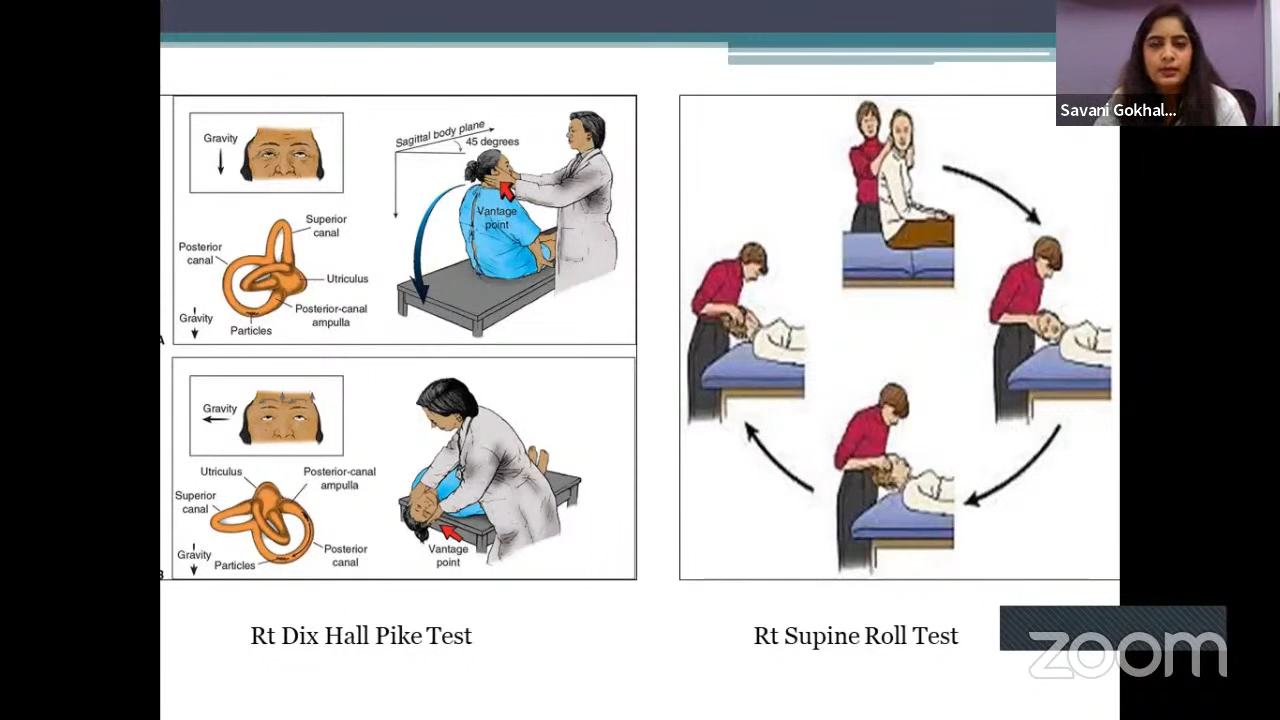 Savani Gokhal...
Gravity
Sagittal body plane
45 degrees
Vantage
point
Superior
canal
Posterior
canal
Utriculus
Posterior-canal
ampulla
Gravity
Particles
Gravity
Utriculus
Posterior-canal
ampulla
Superior
canal
Gravity
Particles
Posterior
canal
Vantage
point
Rt Dix Hall Pike Test
Rt Supine Roll Test
zoom